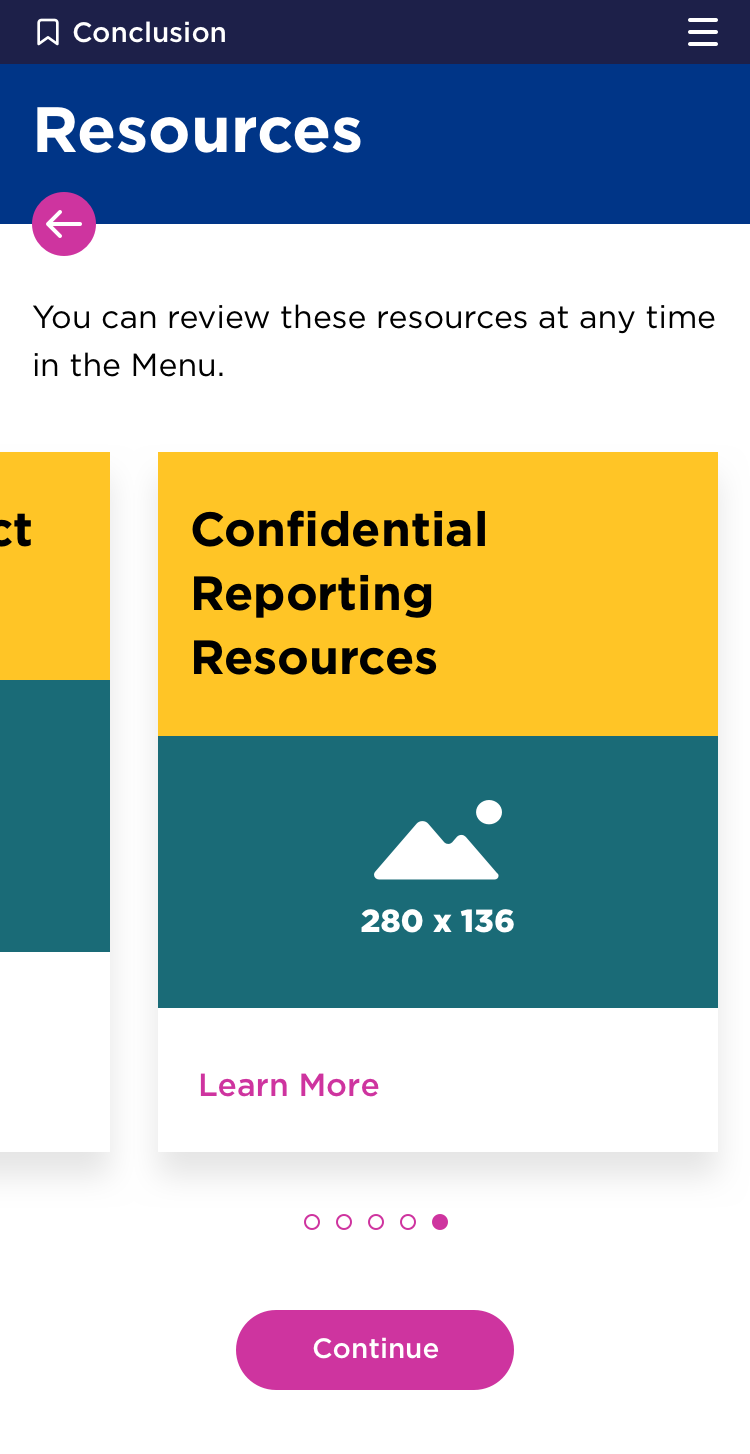 Conclusion
Resources
You can review these resources at any time
in the Menu.
ct
Confidential
Reporting
Resources
280 x 136
Learn More
Continue